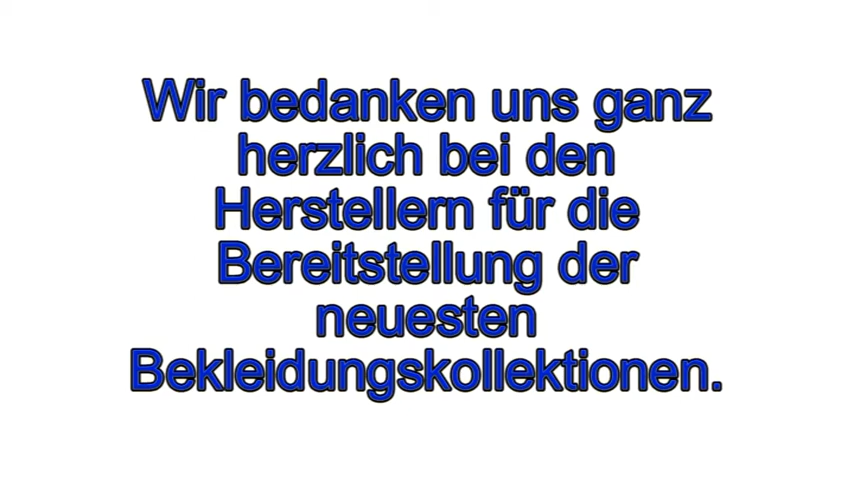 Wir bedanken uns ganz
herzlich bei den
Herstellern für die
Bereitstellung der
neuesten
Bekleidungskollektionen.